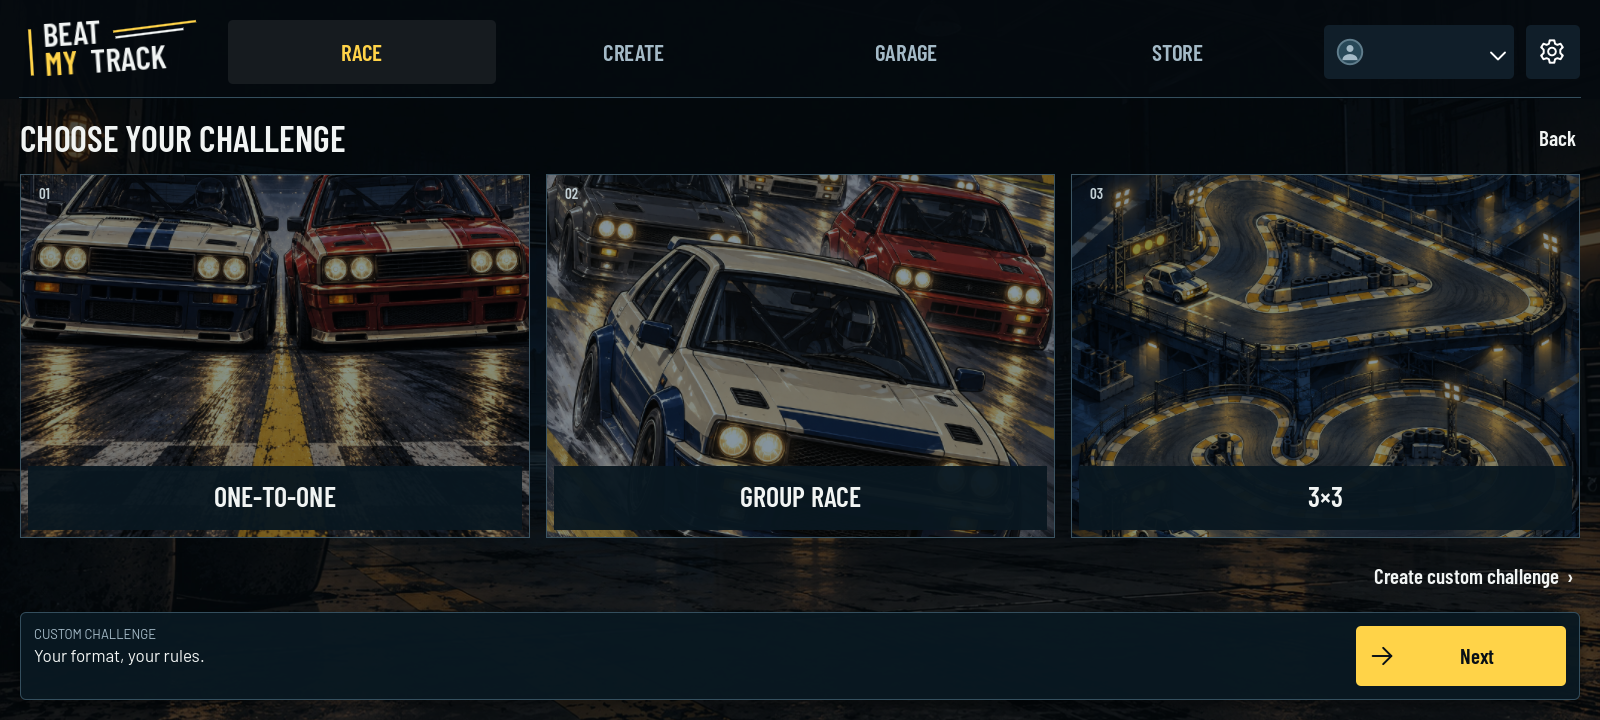 BEAT
MY TRACK
RACE
CREATE
GARAGE
STORE
CHOOSE YOUR CHALLENGE
Back
01
02
03
ONE-TO-ONE
GROUP RACE
3×3
Create custom challenge ›
CUSTOM CHALLENGE
Your format, your rules.
Next